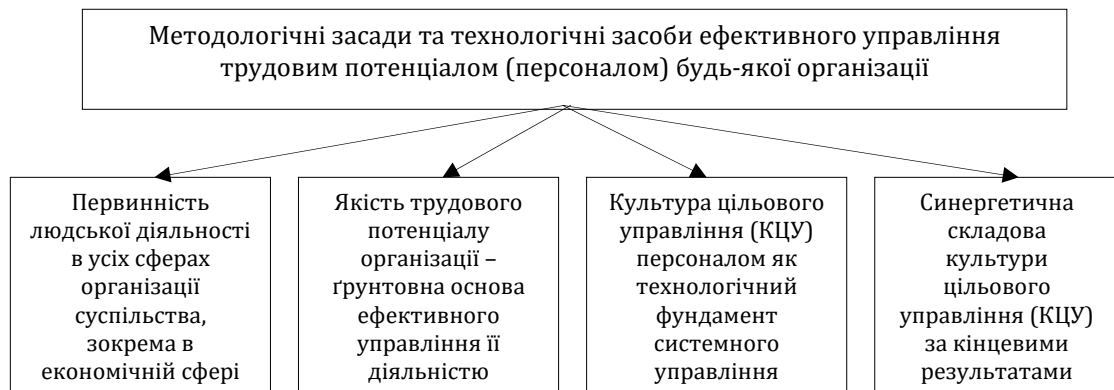 Методологічні засади та технологічні засоби ефективного управління
трудовим потенціалом (персоналом) будь-якої організації
Первинність
людської діяльності
в усіх сферах
організації
суспільства,
зокрема в
економічній сфері
Якість трудового
потенціалу
організації –
ґрунтовна основа
ефективного
управління її
діяльністю
Культура цільового
управління (КЦУ)
персоналом як
технологічний
фундамент
системного
управління
Синергетична
складова
культури
цільового
управління (КЦУ)
за кінцевими
результатами